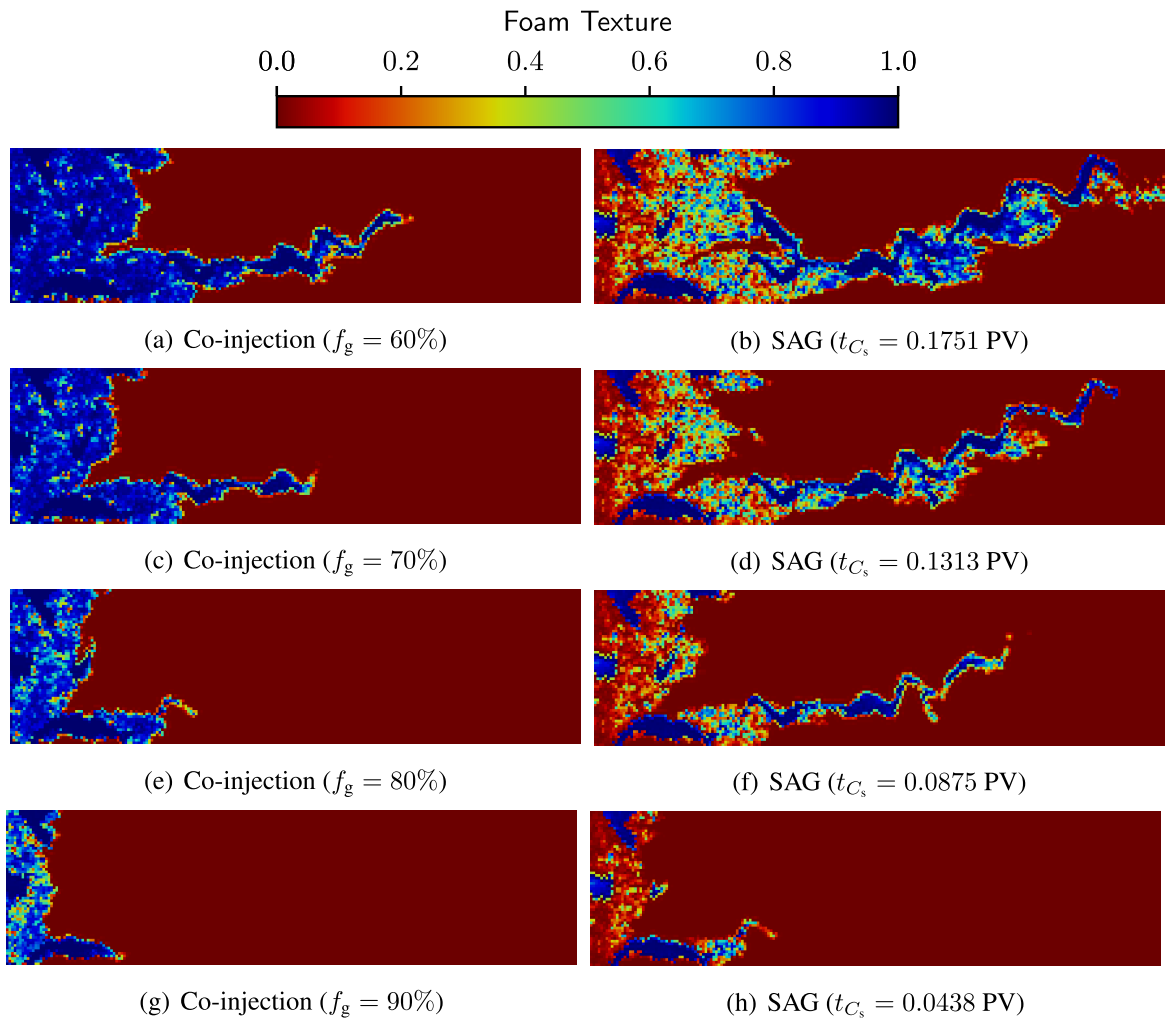 Foam Texture
0.0 0.2 0.4 0.6 0.8 1.0
(a) Co-injection (f_g = 60%)
(b) SAG (t_{C_s} = 0.1751 PV)
(c) Co-injection (f_g = 70%)
(d) SAG (t_{C_s} = 0.1313 PV)
(e) Co-injection (f_g = 80%)
(f) SAG (t_{C_s} = 0.0875 PV)
(g) Co-injection (f_g = 90%)
(h) SAG (t_{C_s} = 0.0438 PV)